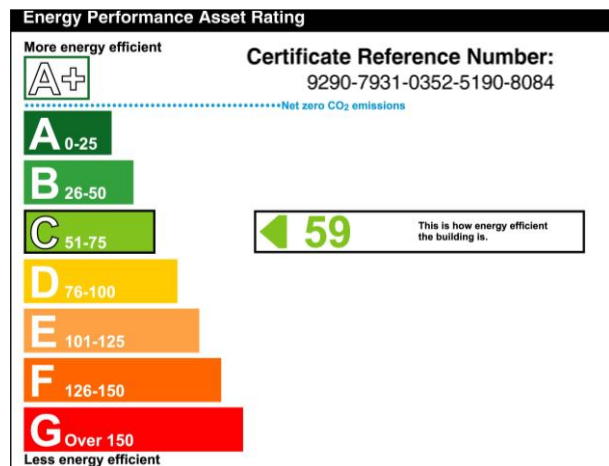 Energy Performance Asset Rating
More energy efficient
Certificate Reference Number:
9290-7931-0352-5190-8084
A+
Net zero CO₂ emissions
A 0-25
B 26-50
C 51-75
59
This is how energy efficient
the building is.
D 76-100
E 101-125
F 126-150
G Over 150
Less energy efficient